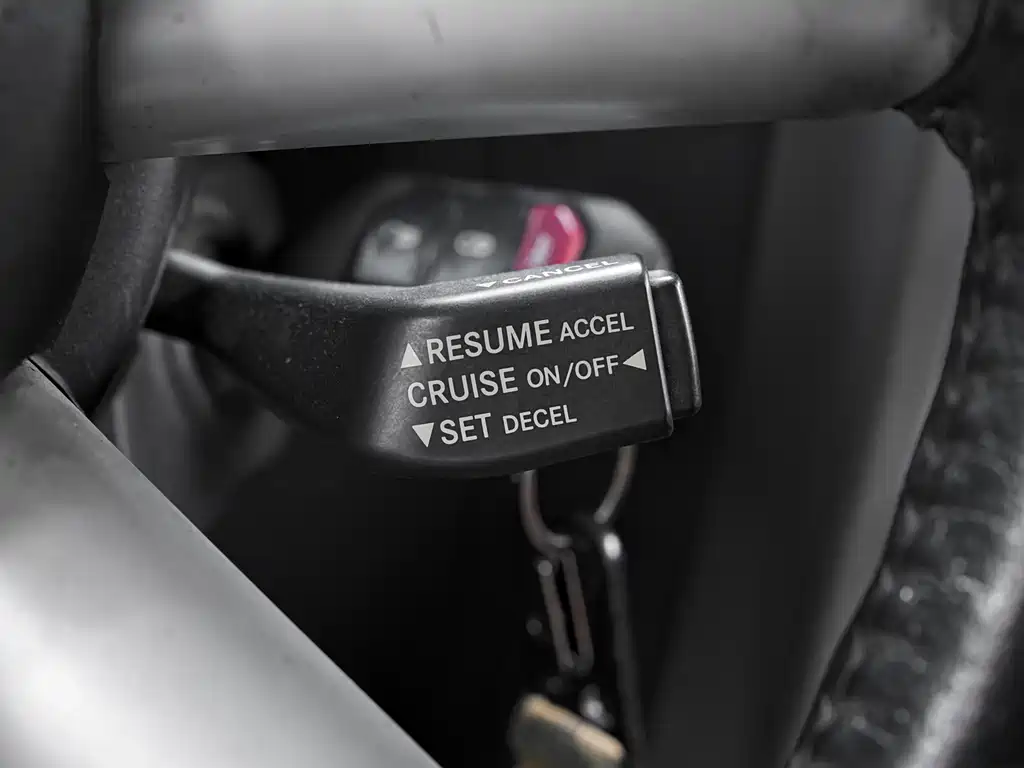 ▼CANCEL
▲RESUME ACCEL
CRUISE ON/OFF◀
▼SET DECEL